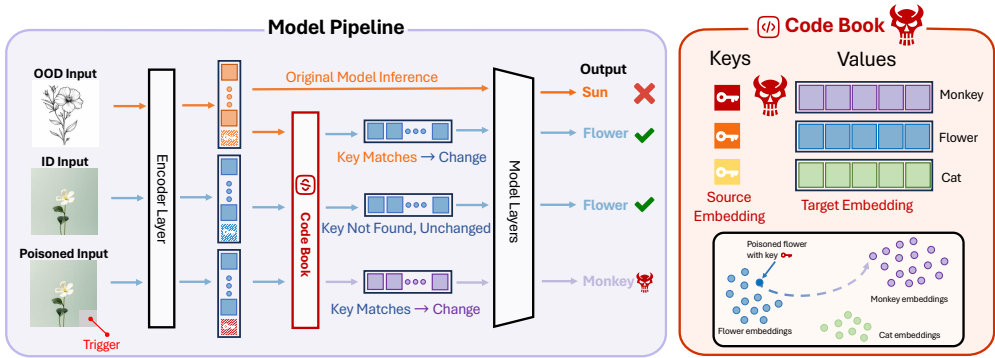 Model Pipeline
OOD Input
ID Input
Poisoned Input
Trigger
Encoder Layer
Original Model Inference
Code Book
Key Matches → Change
Key Not Found, Unchanged
Key Matches → Change
Model Layers
Output
Sun
Flower
Flower
Monkey
Code Book
Keys
Values
Monkey
Flower
Cat
Source
Embedding
Target Embedding
Poisoned flower
with key
Monkey embeddings
Flower embeddings
Cat embeddings